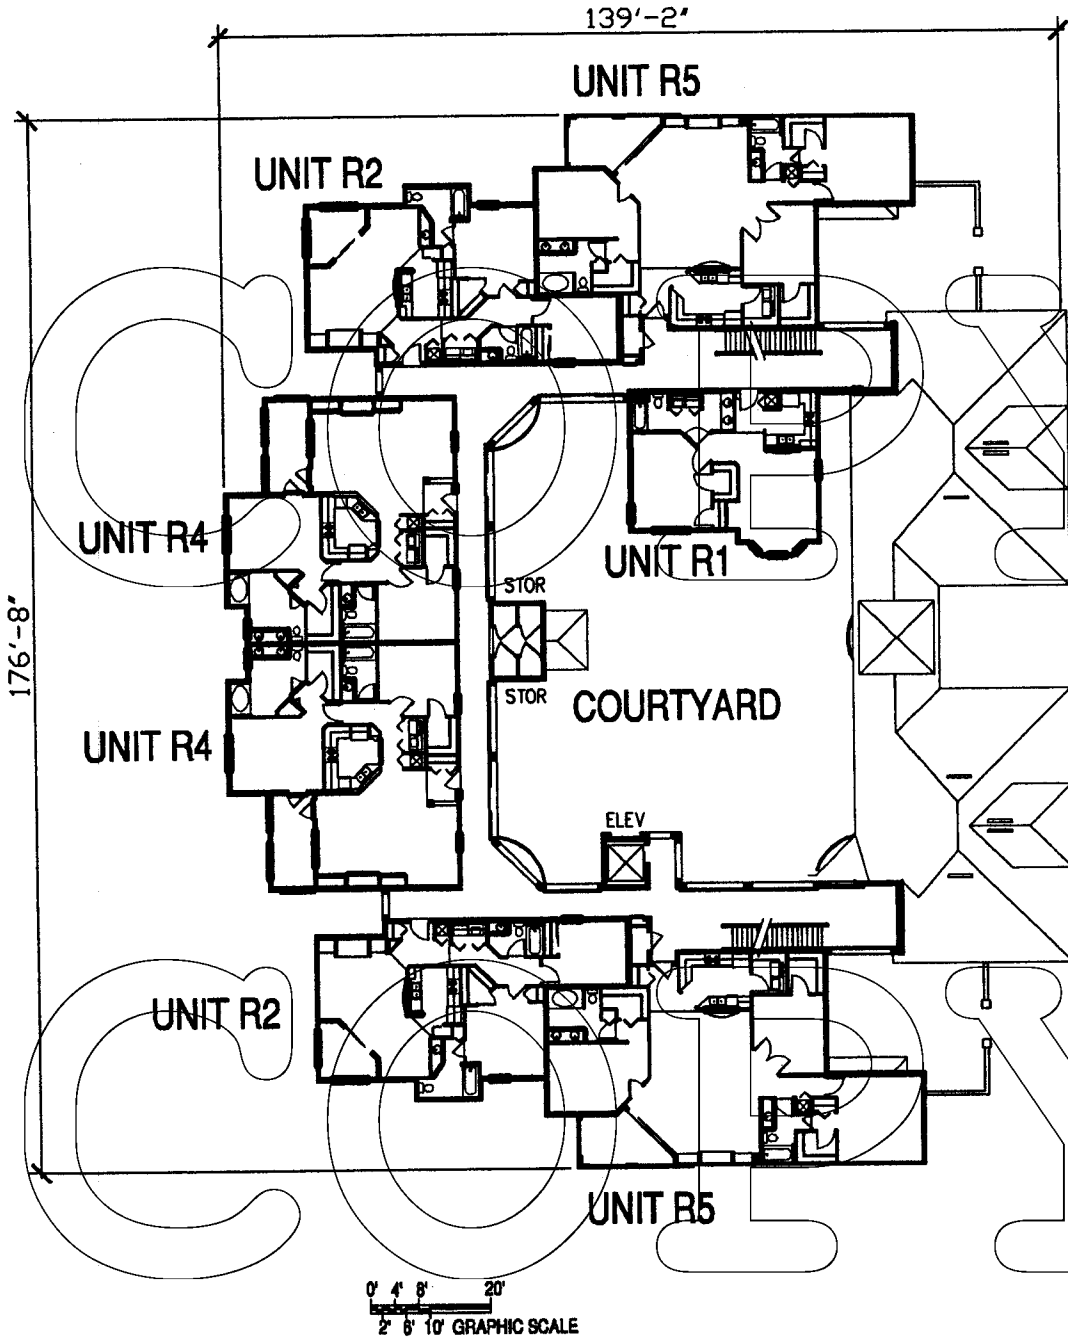 139'-2"
UNIT R5
UNIT R2
UNIT R4
UNIT R1
STOR
176'-8"
STOR
COURTYARD
UNIT R4
ELEV
UNIT R2
UNIT R5
0' 4' 8' 20'
2' 6' 10' GRAPHIC SCALE